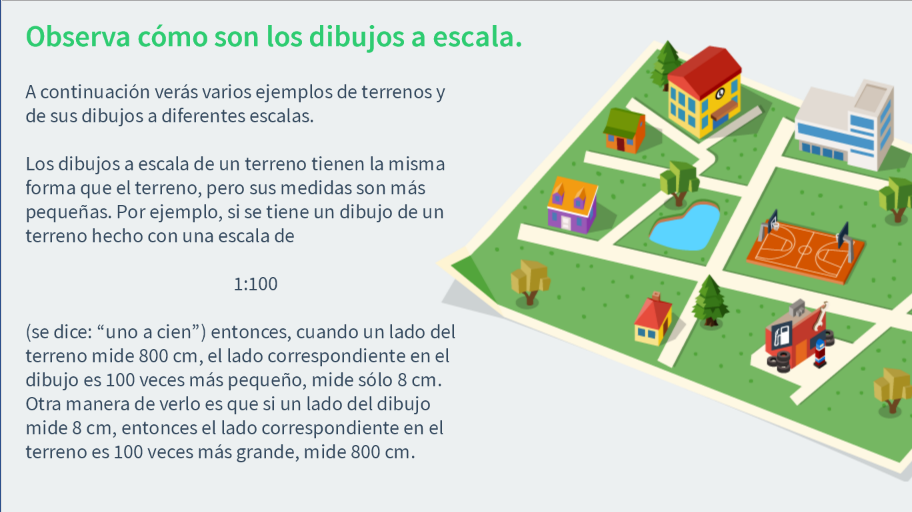 Observa cómo son los dibujos a escala.
A continuación verás varios ejemplos de terrenos y
de sus dibujos a diferentes escalas.
Los dibujos a escala de un terreno tienen la misma
forma que el terreno, pero sus medidas son más
pequeñas. Por ejemplo, si se tiene un dibujo de un
terreno hecho con una escala de
1:100
(se dice: “uno a cien”) entonces, cuando un lado del
terreno mide 800 cm, el lado correspondiente en el
dibujo es 100 veces más pequeño, mide sólo 8 cm.
Otra manera de verlo es que si un lado del dibujo
mide 8 cm, entonces el lado correspondiente en el
terreno es 100 veces más grande, mide 800 cm.